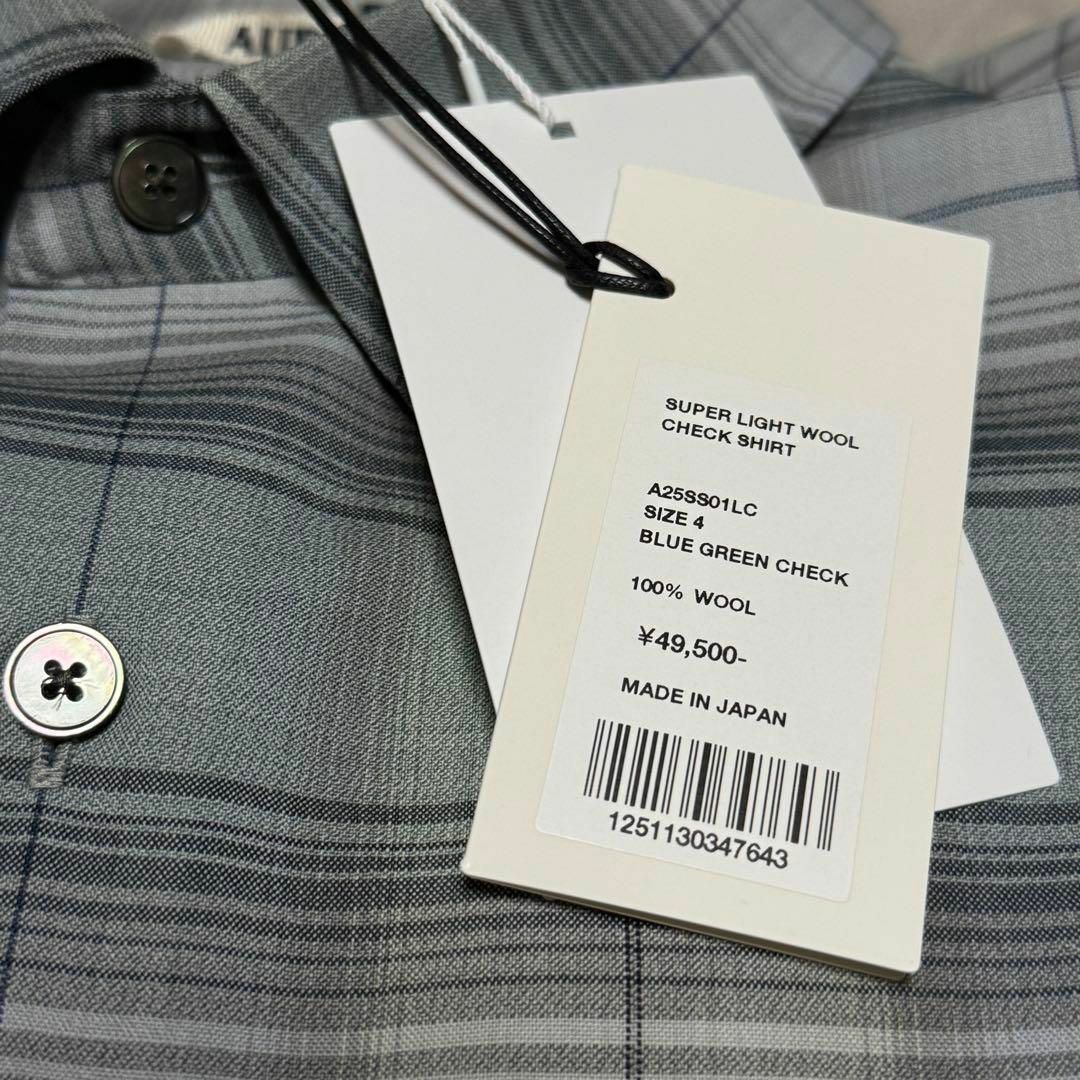 SUPER LIGHT WOOL
CHECK SHIRT
A25SS01LC
SIZE 4
BLUE GREEN CHECK
100% WOOL
¥49,500-
MADE IN JAPAN
1251130347643